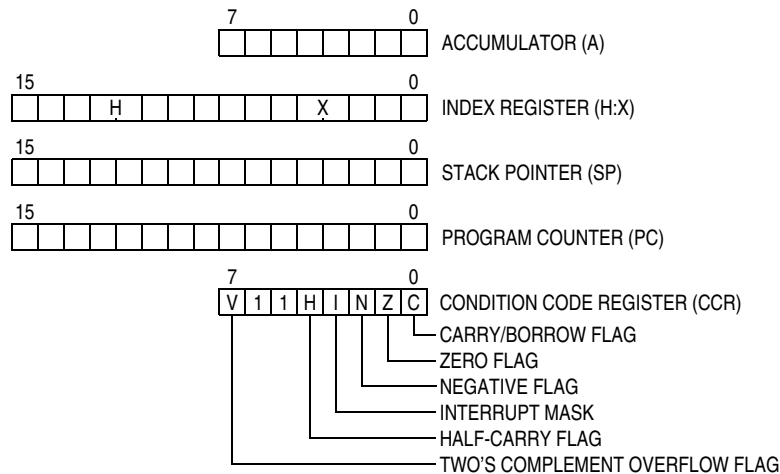 7 0
ACCUMULATOR (A)
15 0
H X INDEX REGISTER (H:X)
15 0
STACK POINTER (SP)
15 0
PROGRAM COUNTER (PC)
7 0
V 1 1 H I N Z C CONDITION CODE REGISTER (CCR)
CARRY/BORROW FLAG
ZERO FLAG
NEGATIVE FLAG
INTERRUPT MASK
HALF-CARRY FLAG
TWO'S COMPLEMENT OVERFLOW FLAG